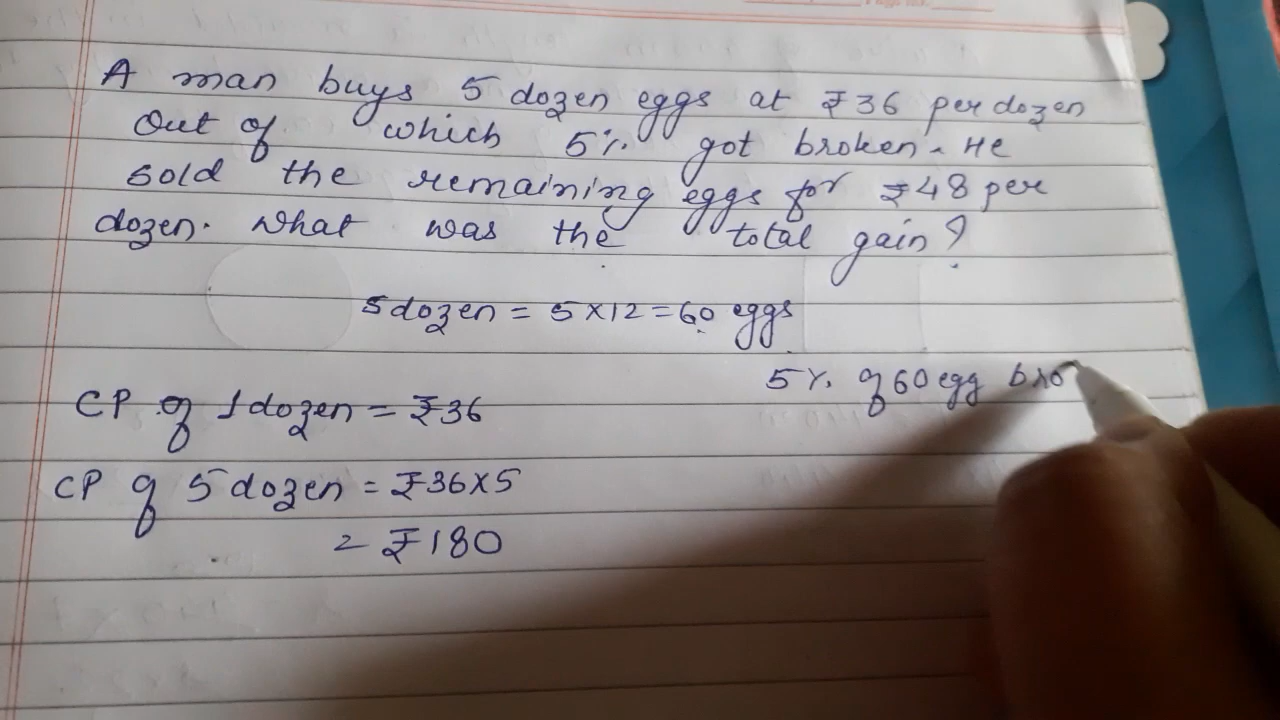 A man buys 5 dozen eggs at ₹36 per dozen
Out of which 5% got broken. He
sold the remaining eggs for ₹48 per
dozen. What was the total gain?
5 dozen = 5×12 = 60 eggs
5% of 60 egg bro
CP of 1 dozen = ₹36
CP of 5 dozen = ₹36×5
= ₹180